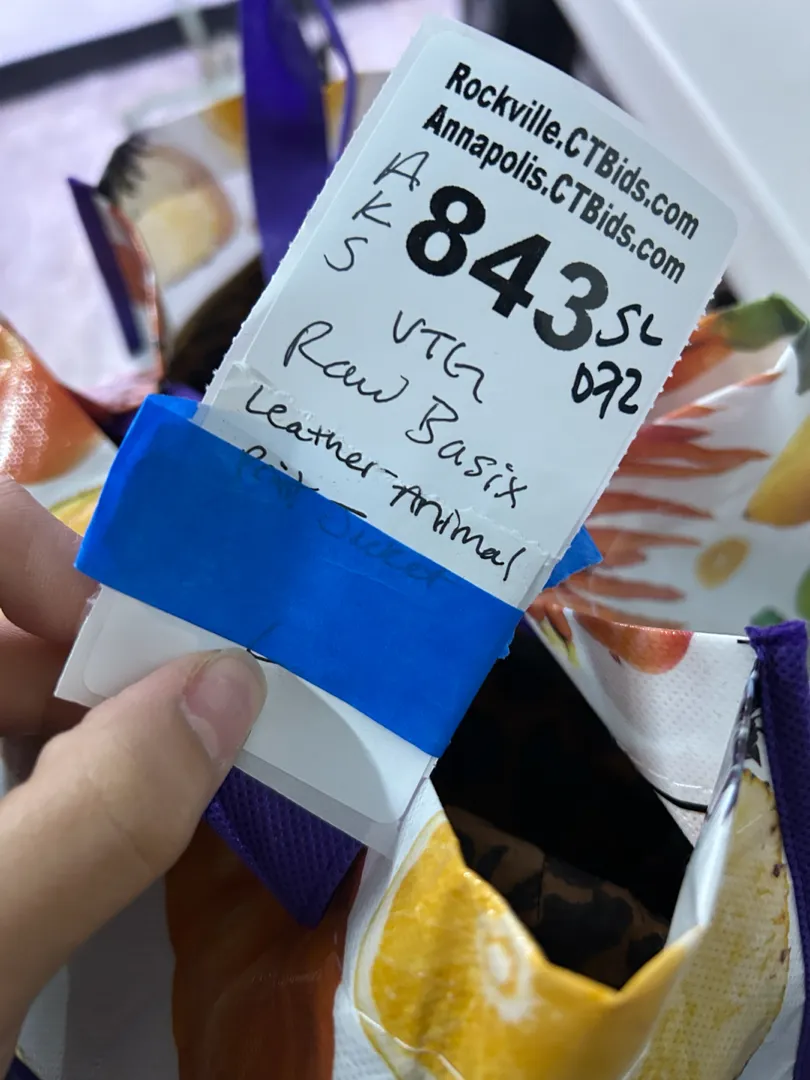 Rockville.CTBids.com
Annapolis.CTBids.com
A
K
S
843
SL
072
VTG
Raw Basix
Leather-Animal